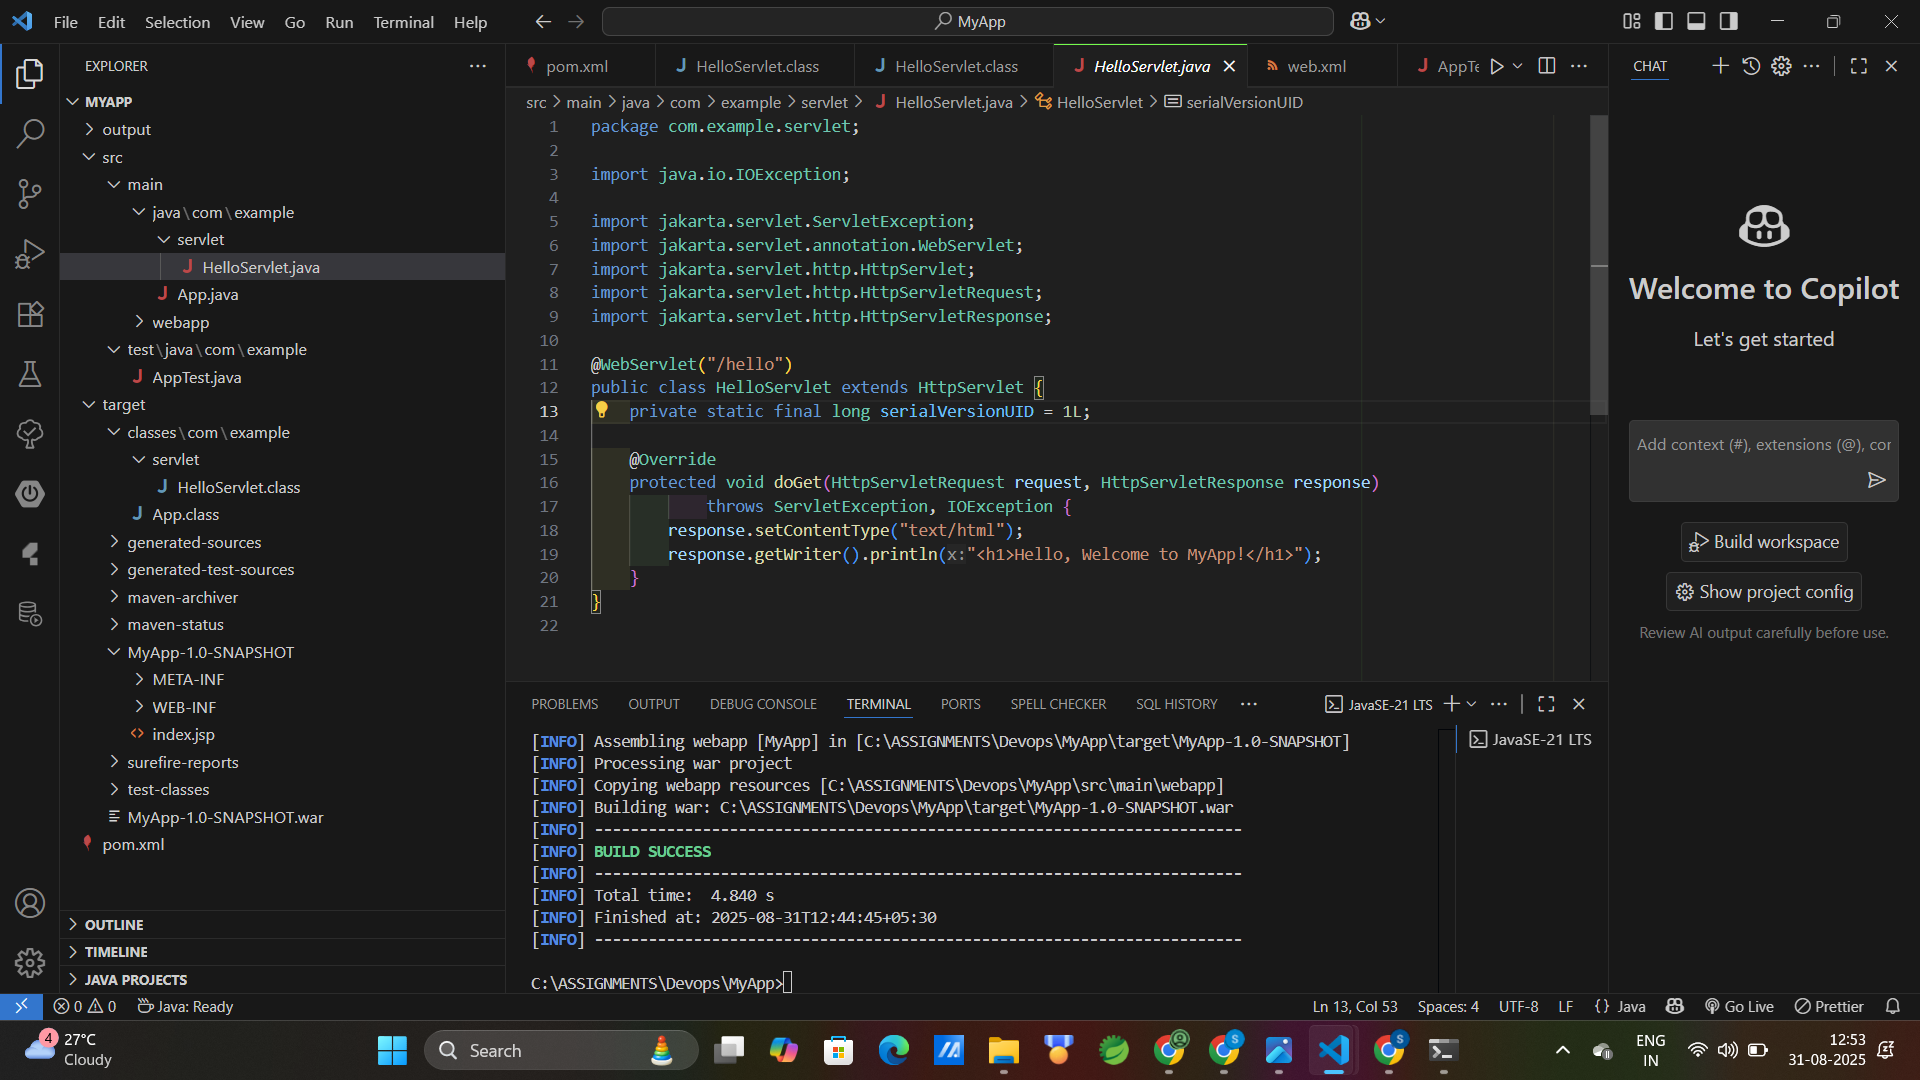 File Edit Selection View Go Run Terminal Help
MyApp
EXPLORER
MYAPP
output
src
main
java\com\example
servlet
HelloServlet.java
App.java
webapp
test\java\com\example
AppTest.java
target
classes\com\example
servlet
HelloServlet.class
App.class
generated-sources
generated-test-sources
maven-archiver
maven-status
MyApp-1.0-SNAPSHOT
META-INF
WEB-INF
index.jsp
surefire-reports
test-classes
MyApp-1.0-SNAPSHOT.war
pom.xml
OUTLINE
TIMELINE
JAVA PROJECTS
pom.xml HelloServlet.class HelloServlet.class HelloServlet.java web.xml AppTe
src > main > java > com > example > servlet > HelloServlet.java > HelloServlet > serialVersionUID
1 package com.example.servlet;
2
3 import java.io.IOException;
4
5 import jakarta.servlet.ServletException;
6 import jakarta.servlet.annotation.WebServlet;
7 import jakarta.servlet.http.HttpServlet;
8 import jakarta.servlet.http.HttpServletRequest;
9 import jakarta.servlet.http.HttpServletResponse;
10
11 @WebServlet("/hello")
12 public class HelloServlet extends HttpServlet {
13 private static final long serialVersionUID = 1L;
14
15 @Override
16 protected void doGet(HttpServletRequest request, HttpServletResponse response)
17 throws ServletException, IOException {
18 response.setContentType("text/html");
19 response.getWriter().println(x:"<h1>Hello, Welcome to MyApp!</h1>");
20 }
21 }
22
PROBLEMS OUTPUT DEBUG CONSOLE TERMINAL PORTS SPELL CHECKER SQL HISTORY
JavaSE-21 LTS
JavaSE-21 LTS
[INFO] Assembling webapp [MyApp] in [C:\ASSIGNMENTS\Devops\MyApp\target\MyApp-1.0-SNAPSHOT]
[INFO] Processing war project
[INFO] Copying webapp resources [C:\ASSIGNMENTS\Devops\MyApp\src\main\webapp]
[INFO] Building war: C:\ASSIGNMENTS\Devops\MyApp\target\MyApp-1.0-SNAPSHOT.war
[INFO] ------------------------------------------------------------------------
[INFO] BUILD SUCCESS
[INFO] ------------------------------------------------------------------------
[INFO] Total time:  4.840 s
[INFO] Finished at: 2025-08-31T12:44:45+05:30
[INFO] ------------------------------------------------------------------------
C:\ASSIGNMENTS\Devops\MyApp>
CHAT
Welcome to Copilot
Let's get started
Add context (#), extensions (@), cor
Build workspace
Show project config
Review AI output carefully before use.
0 0 Java: Ready
Ln 13, Col 53 Spaces: 4 UTF-8 LF {} Java Go Live Prettier
4
27°C
Cloudy
Search
S
S
ENG
IN
12:53
31-08-2025